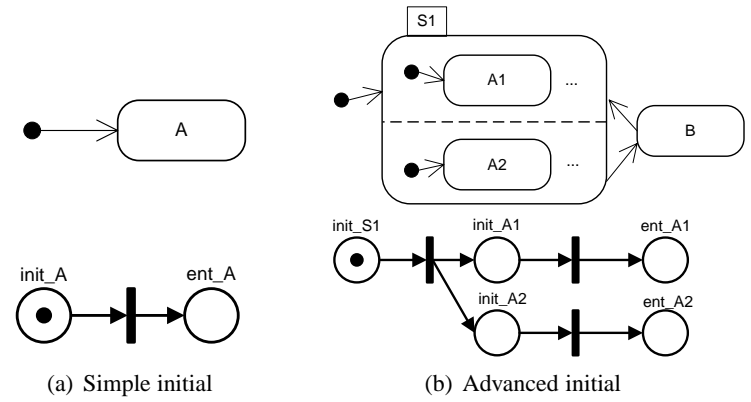 A
init_A
ent_A
(a) Simple initial
S1
A1
...
A2
...
B
init_S1
init_A1
ent_A1
init_A2
ent_A2
(b) Advanced initial